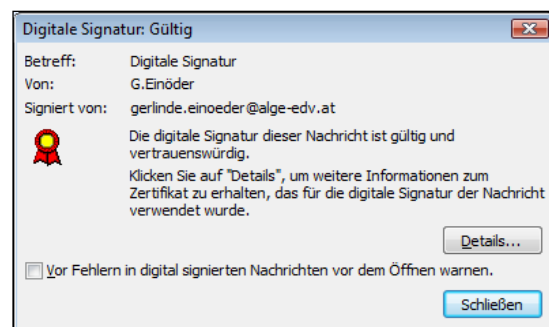 Digitale Signatur: Gültig
Betreff: Digitale Signatur
Von: G.Einöder
Signiert von: gerlinde.einoeder@alge-edv.at
Die digitale Signatur dieser Nachricht ist gültig und
vertrauenswürdig.
Klicken Sie auf "Details", um weitere Informationen zum
Zertifikat zu erhalten, das für die digitale Signatur der Nachricht
verwendet wurde.
Details...
Vor Fehlern in digital signierten Nachrichten vor dem Öffnen warnen.
Schließen